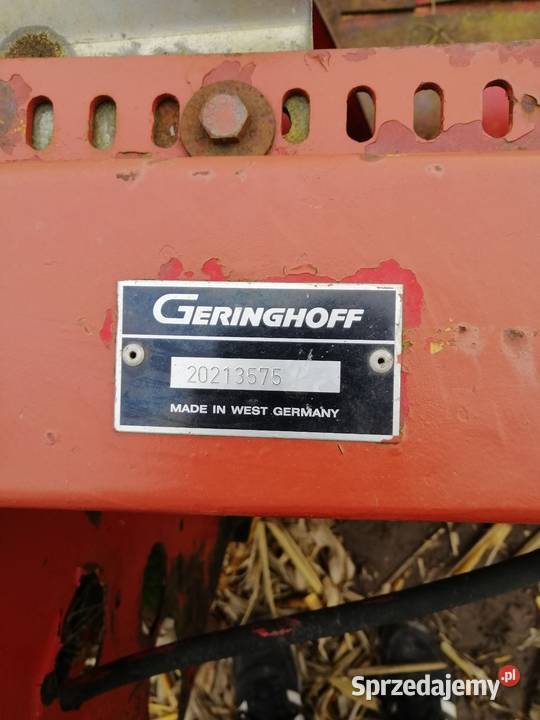 GERINGHOFF
20213575
MADE IN WEST GERMANY
Sprzedajemy.pl